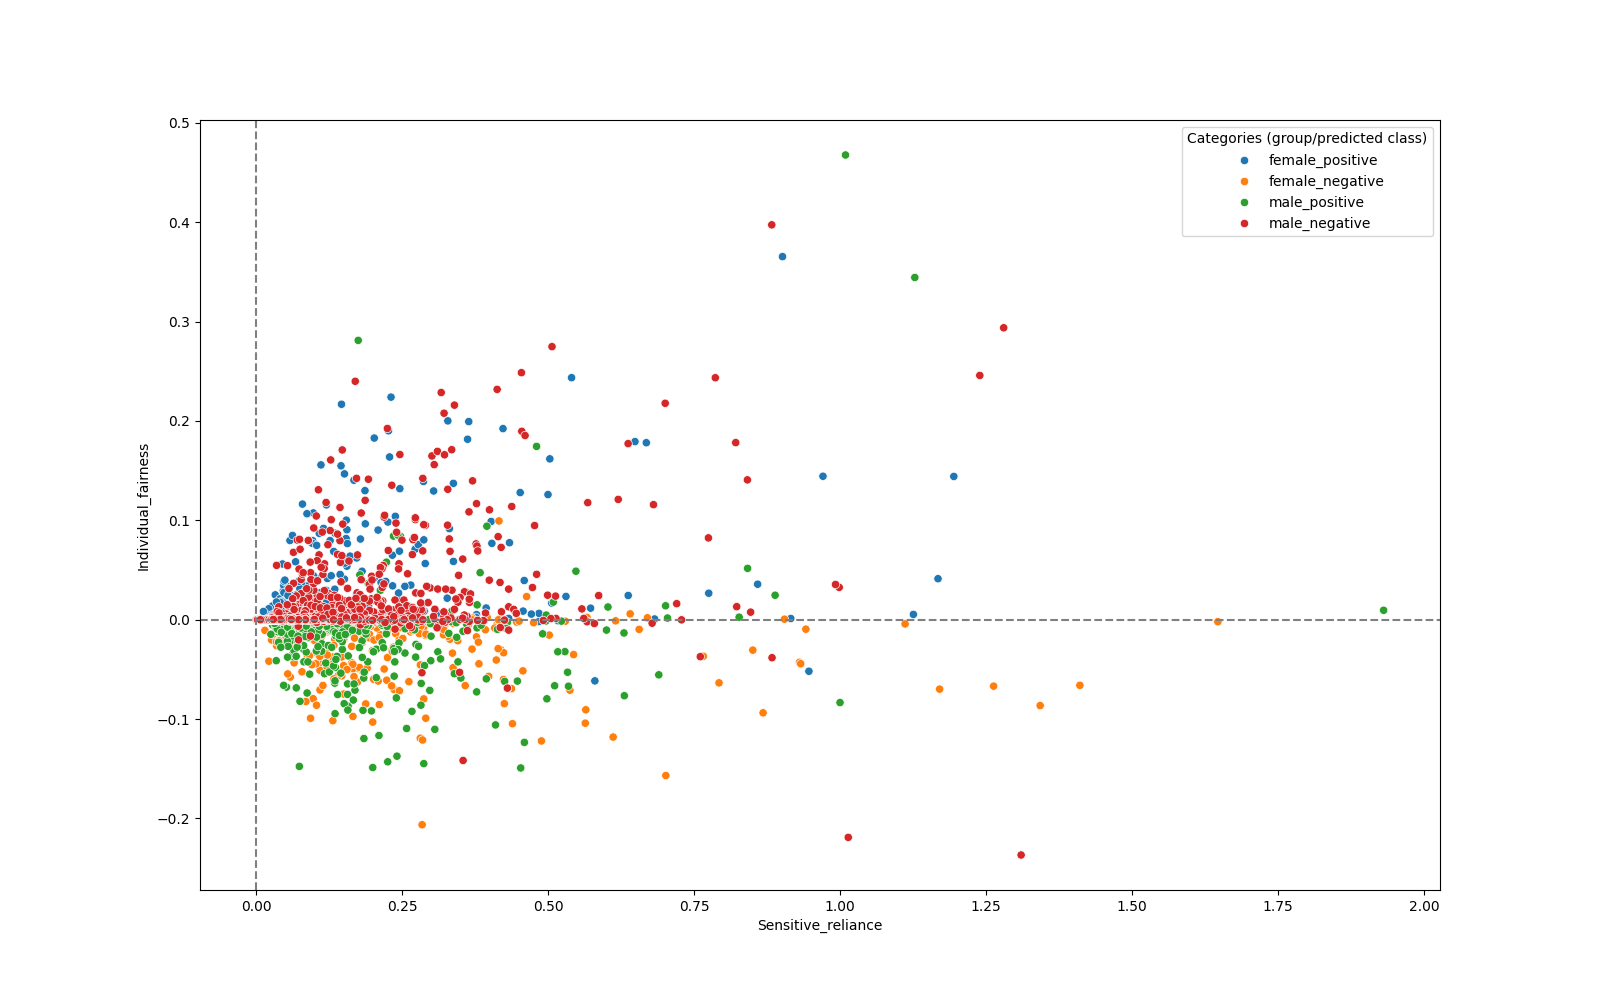 Categories (group/predicted class)
female_positive
female_negative
male_positive
male_negative
0.5
0.4
0.3
0.2
0.1
0.0
−0.1
−0.2
Individual_fairness
0.00 0.25 0.50 0.75 1.00 1.25 1.50 1.75 2.00
Sensitive_reliance